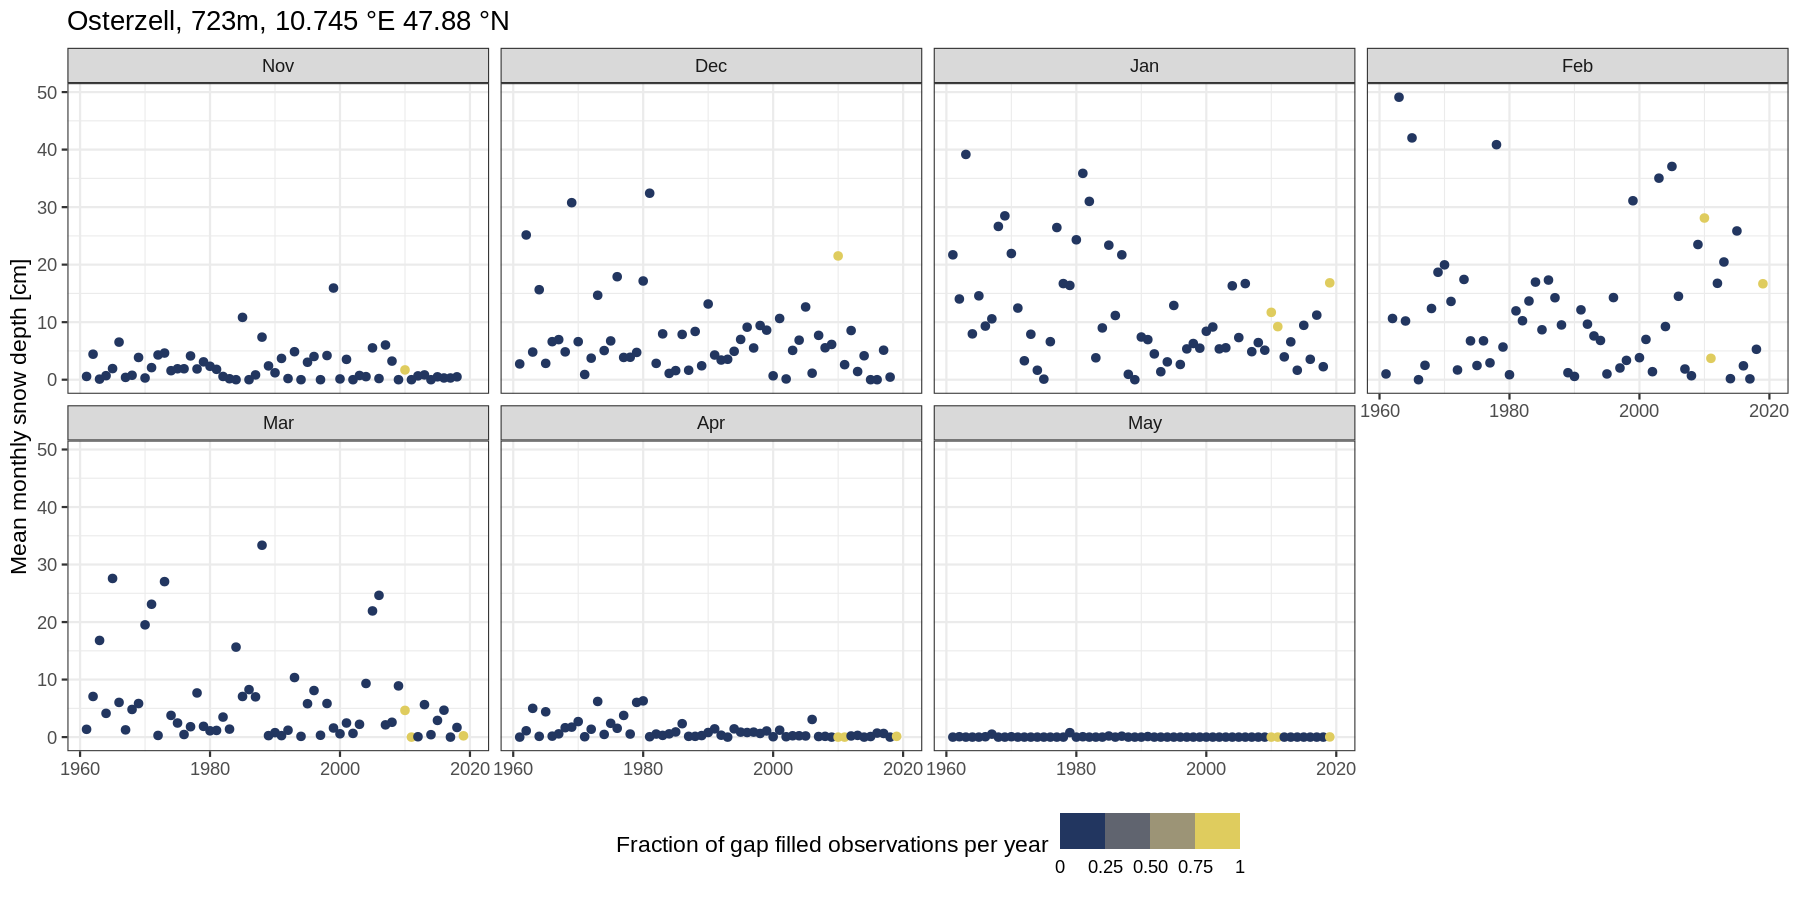 Osterzell, 723m, 10.745 °E 47.88 °N
Nov
Dec
Jan
Feb
50
40
30
20
10
0
1960 1980 2000 2020
Mean monthly snow depth [cm]
Mar
Apr
May
50
40
30
20
10
0
1960 1980 2000 2020
1960 1980 2000 2020
1960 1980 2000 2020
Fraction of gap filled observations per year
0 0.25 0.50 0.75 1